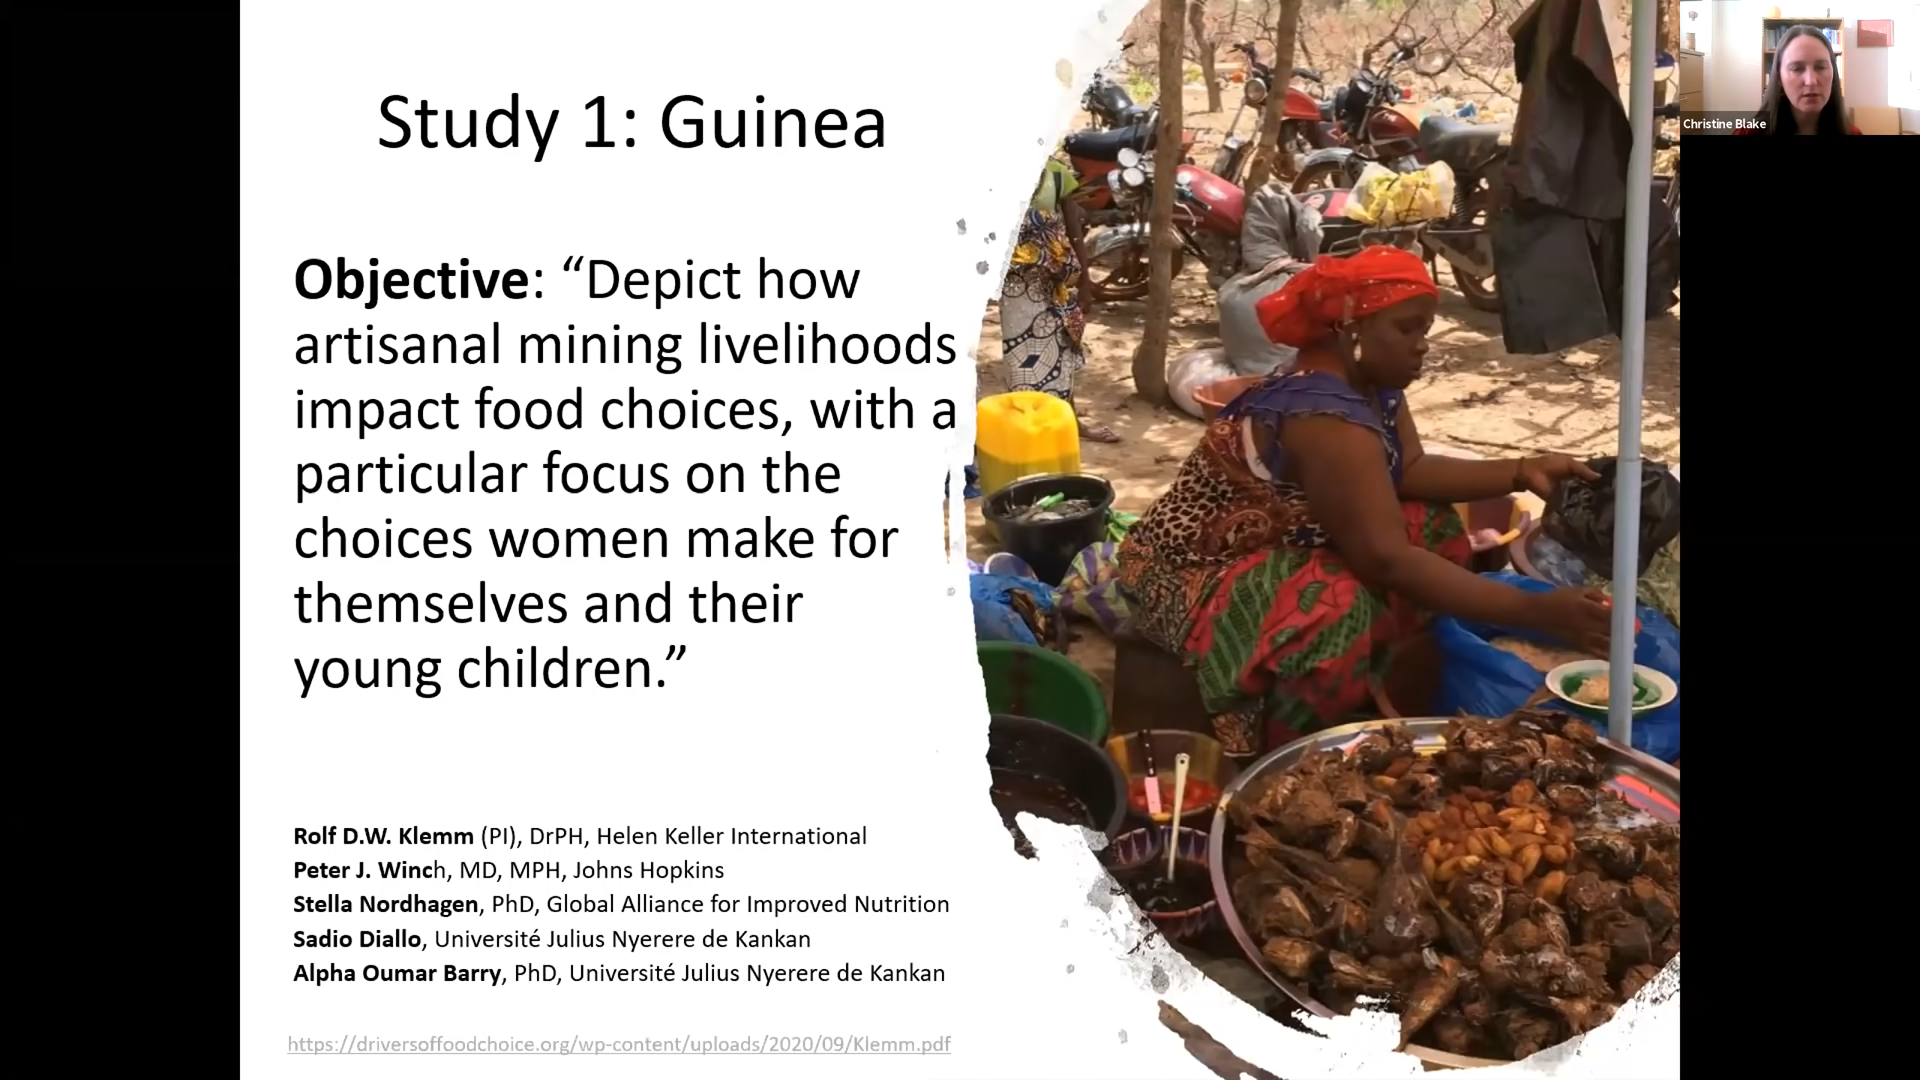 Study 1: Guinea
Objective: “Depict how
artisanal mining livelihoods
impact food choices, with a
particular focus on the
choices women make for
themselves and their
young children.”
Rolf D.W. Klemm (PI), DrPH, Helen Keller International
Peter J. Winch, MD, MPH, Johns Hopkins
Stella Nordhagen, PhD, Global Alliance for Improved Nutrition
Sadio Diallo, Université Julius Nyerere de Kankan
Alpha Oumar Barry, PhD, Université Julius Nyerere de Kankan
https://driversoffoodchoice.org/wp-content/uploads/2020/09/Klemm.pdf
Christine Blake